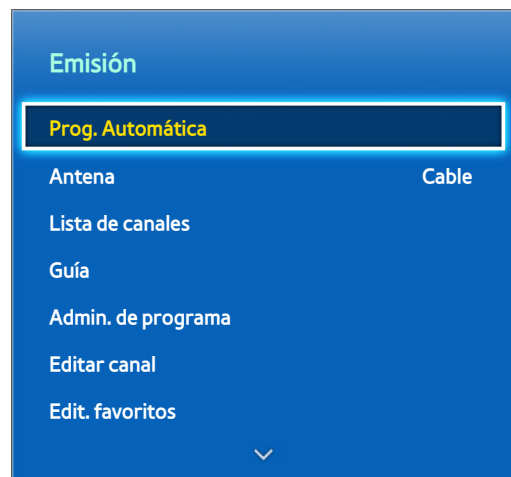 Emisión
Prog. Automática
Antena Cable
Lista de canales
Guía
Admin. de programa
Editar canal
Edit. favoritos